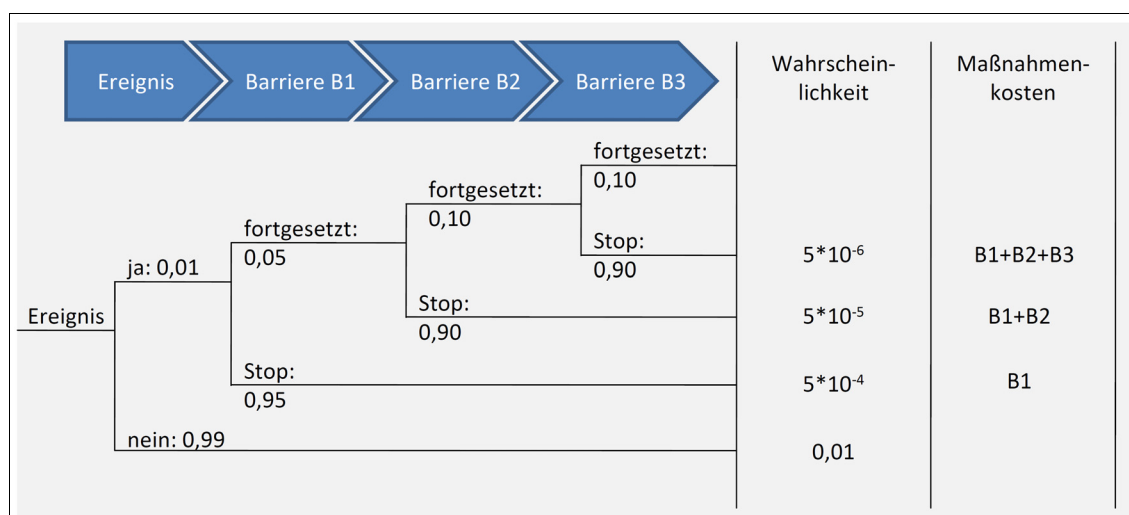 Ereignis
Barriere B1
Barriere B2
Barriere B3
Wahrschein-
lichkeit
Maßnahmen-
kosten
fortgesetzt:
0,10
fortgesetzt:
0,10
Stop:
0,90
5*10⁻⁶
B1+B2+B3
fortgesetzt:
0,05
ja: 0,01
Stop:
0,90
5*10⁻⁵
B1+B2
Ereignis
Stop:
0,95
5*10⁻⁴
B1
nein: 0,99
0,01